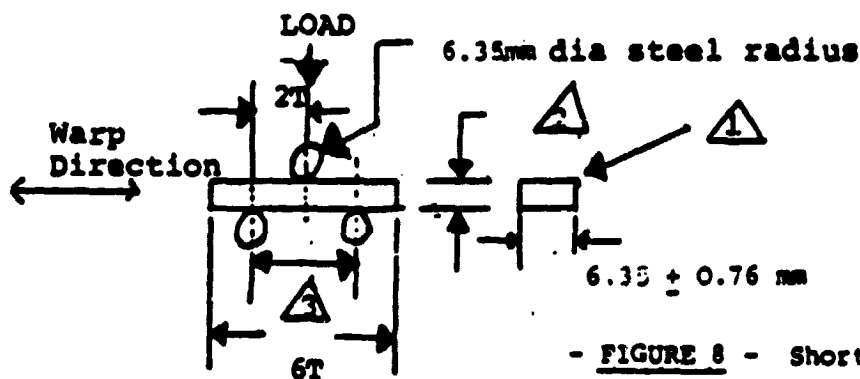 LOAD
6.35mm dia steel radius
2T
2
1
Warp
Direction
3
6.35 ± 0.76 mm
6T
- FIGURE 8 - Short